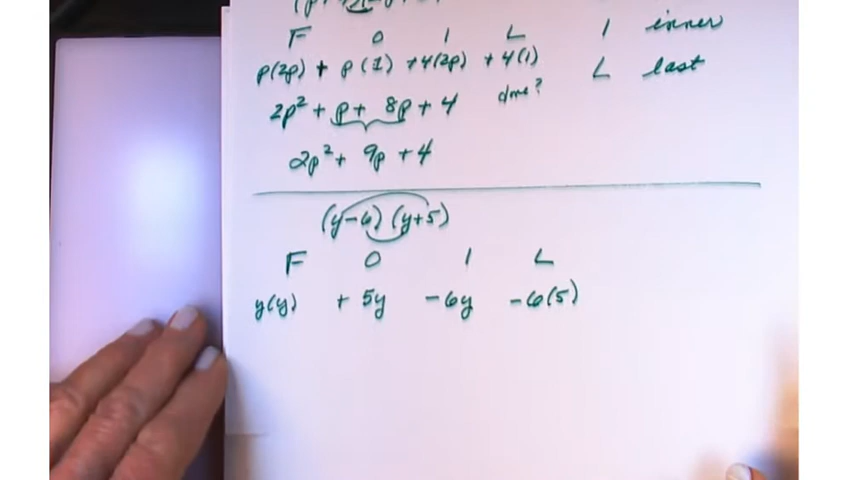 F O I L I inner
p(2p) + p(1) + 4(2p) + 4(1) L last
2p² + p + 8p + 4 done?
2p² + 9p + 4
(y-6)(y+5)
F O I L
y(y) + 5y - 6y - 6(5)